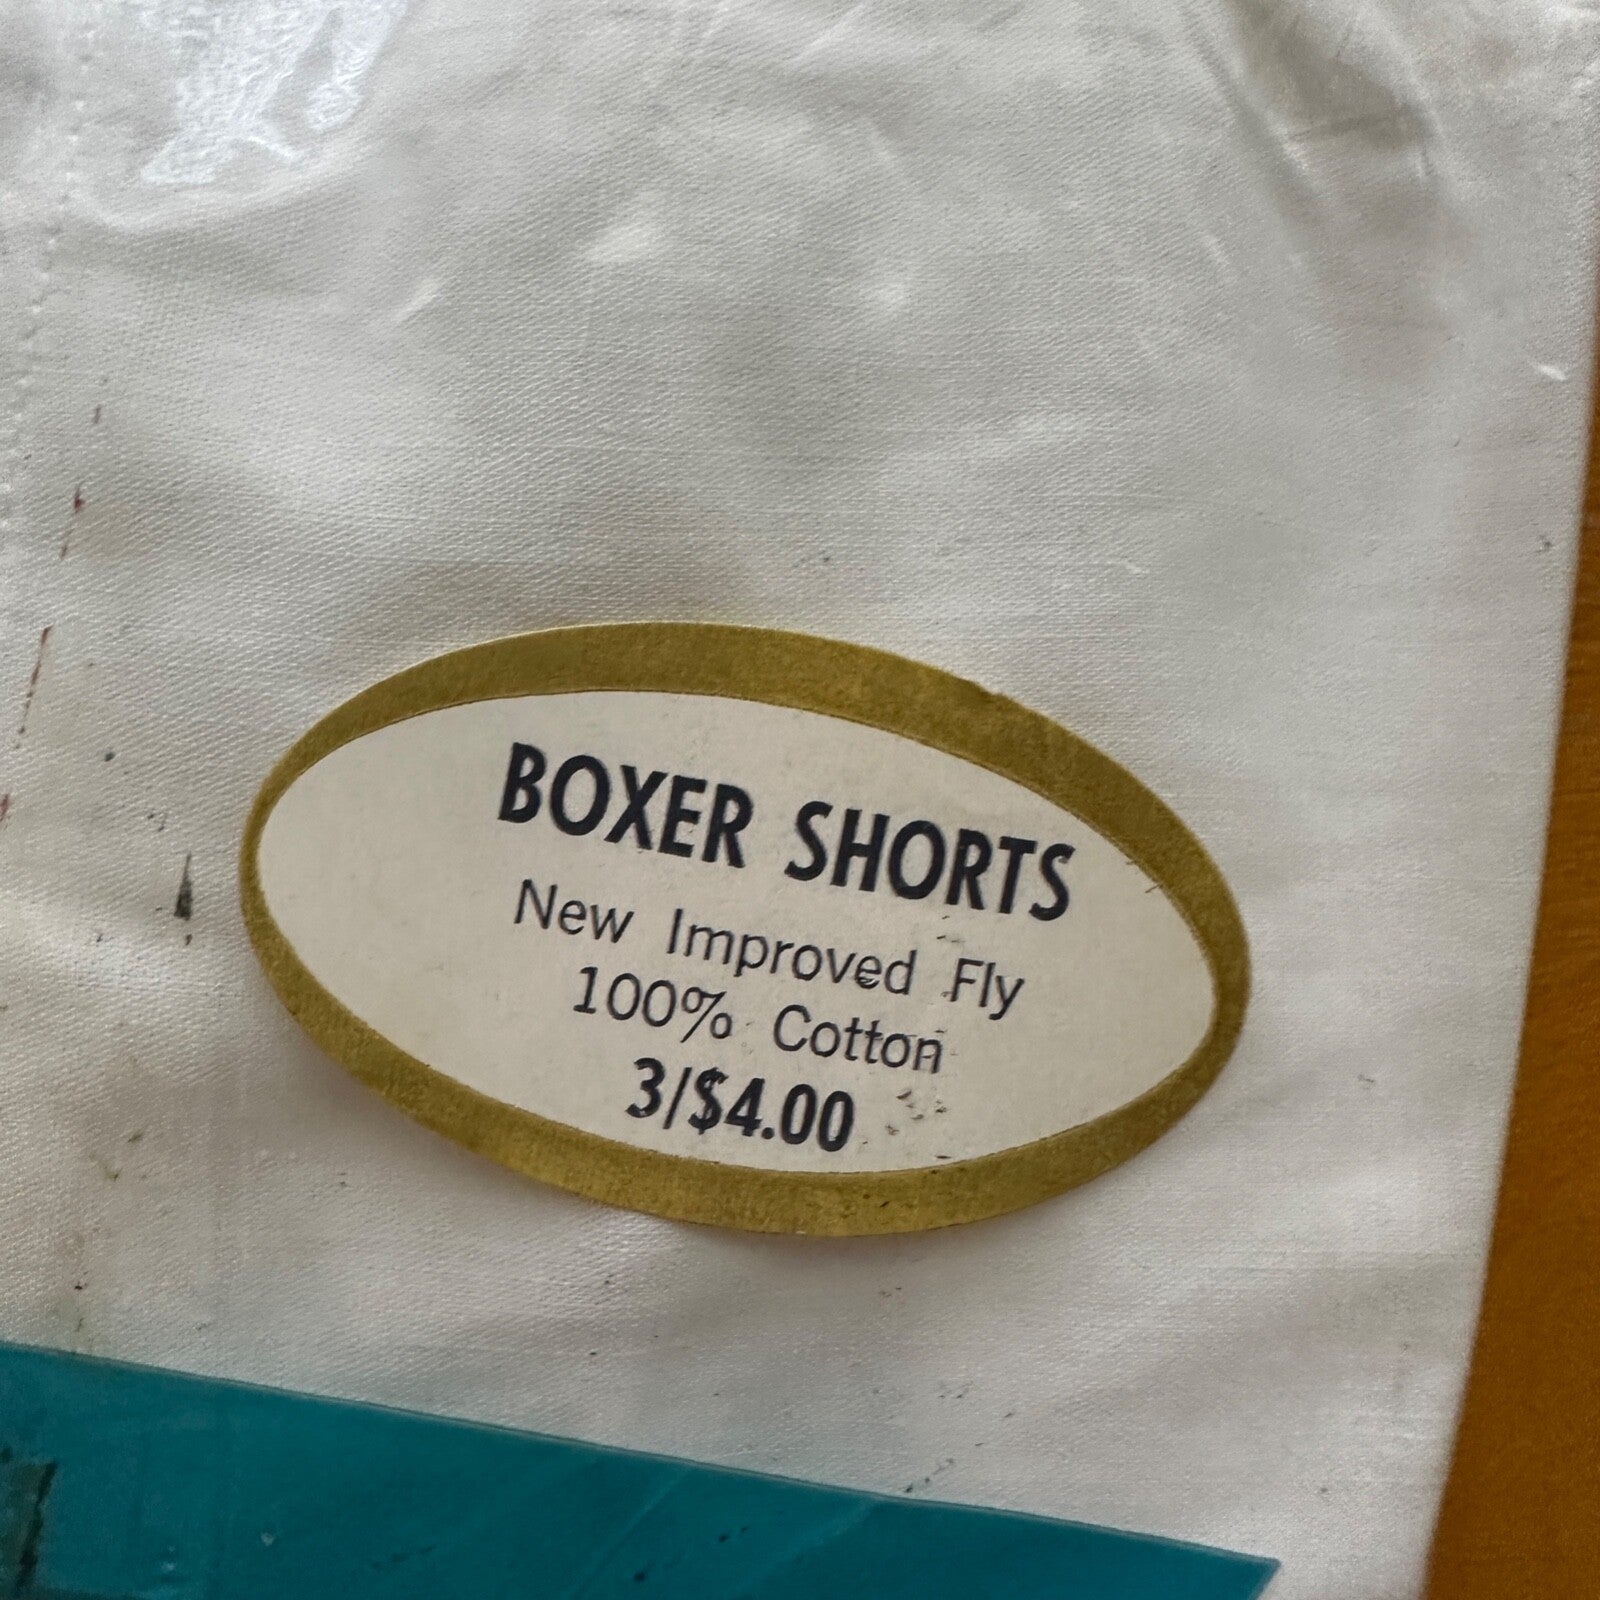 BOXER SHORTS
New Improved Fly
100% Cotton
3/$4.00